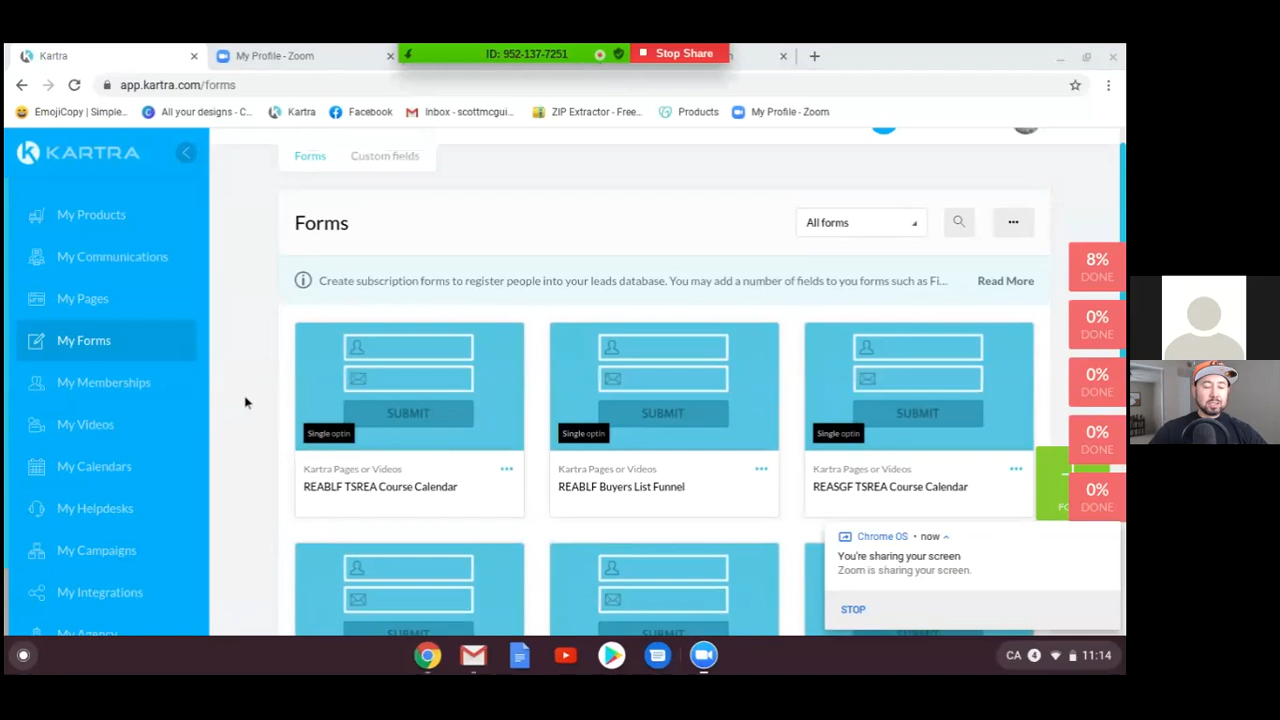 Kartra
My Profile - Zoom
ID: 952-137-7251
Stop Share
app.kartra.com/forms
EmojiCopy | Simple...
All your designs - C...
Kartra
Facebook
Inbox - scottmcgui...
ZIP Extractor - Free...
Products
My Profile - Zoom
KARTRA
Forms
Custom fields
My Products
My Communications
My Pages
My Forms
My Memberships
My Videos
My Calendars
My Helpdesks
My Campaigns
My Integrations
My Agency
Forms
All forms
Create subscription forms to register people into your leads database. You may add a number of fields to you forms such as Fi...
Read More
8%
DONE
0%
DONE
0%
DONE
0%
DONE
0%
DONE
SUBMIT
SUBMIT
SUBMIT
Single optin
Single optin
Single optin
Kartra Pages or Videos
REABLF TSREA Course Calendar
Kartra Pages or Videos
REABLF Buyers List Funnel
Kartra Pages or Videos
REASGF TSREA Course Calendar
Chrome OS • now
You're sharing your screen
Zoom is sharing your screen.
STOP
SUBMIT
SUBMIT
CA 4 11:14